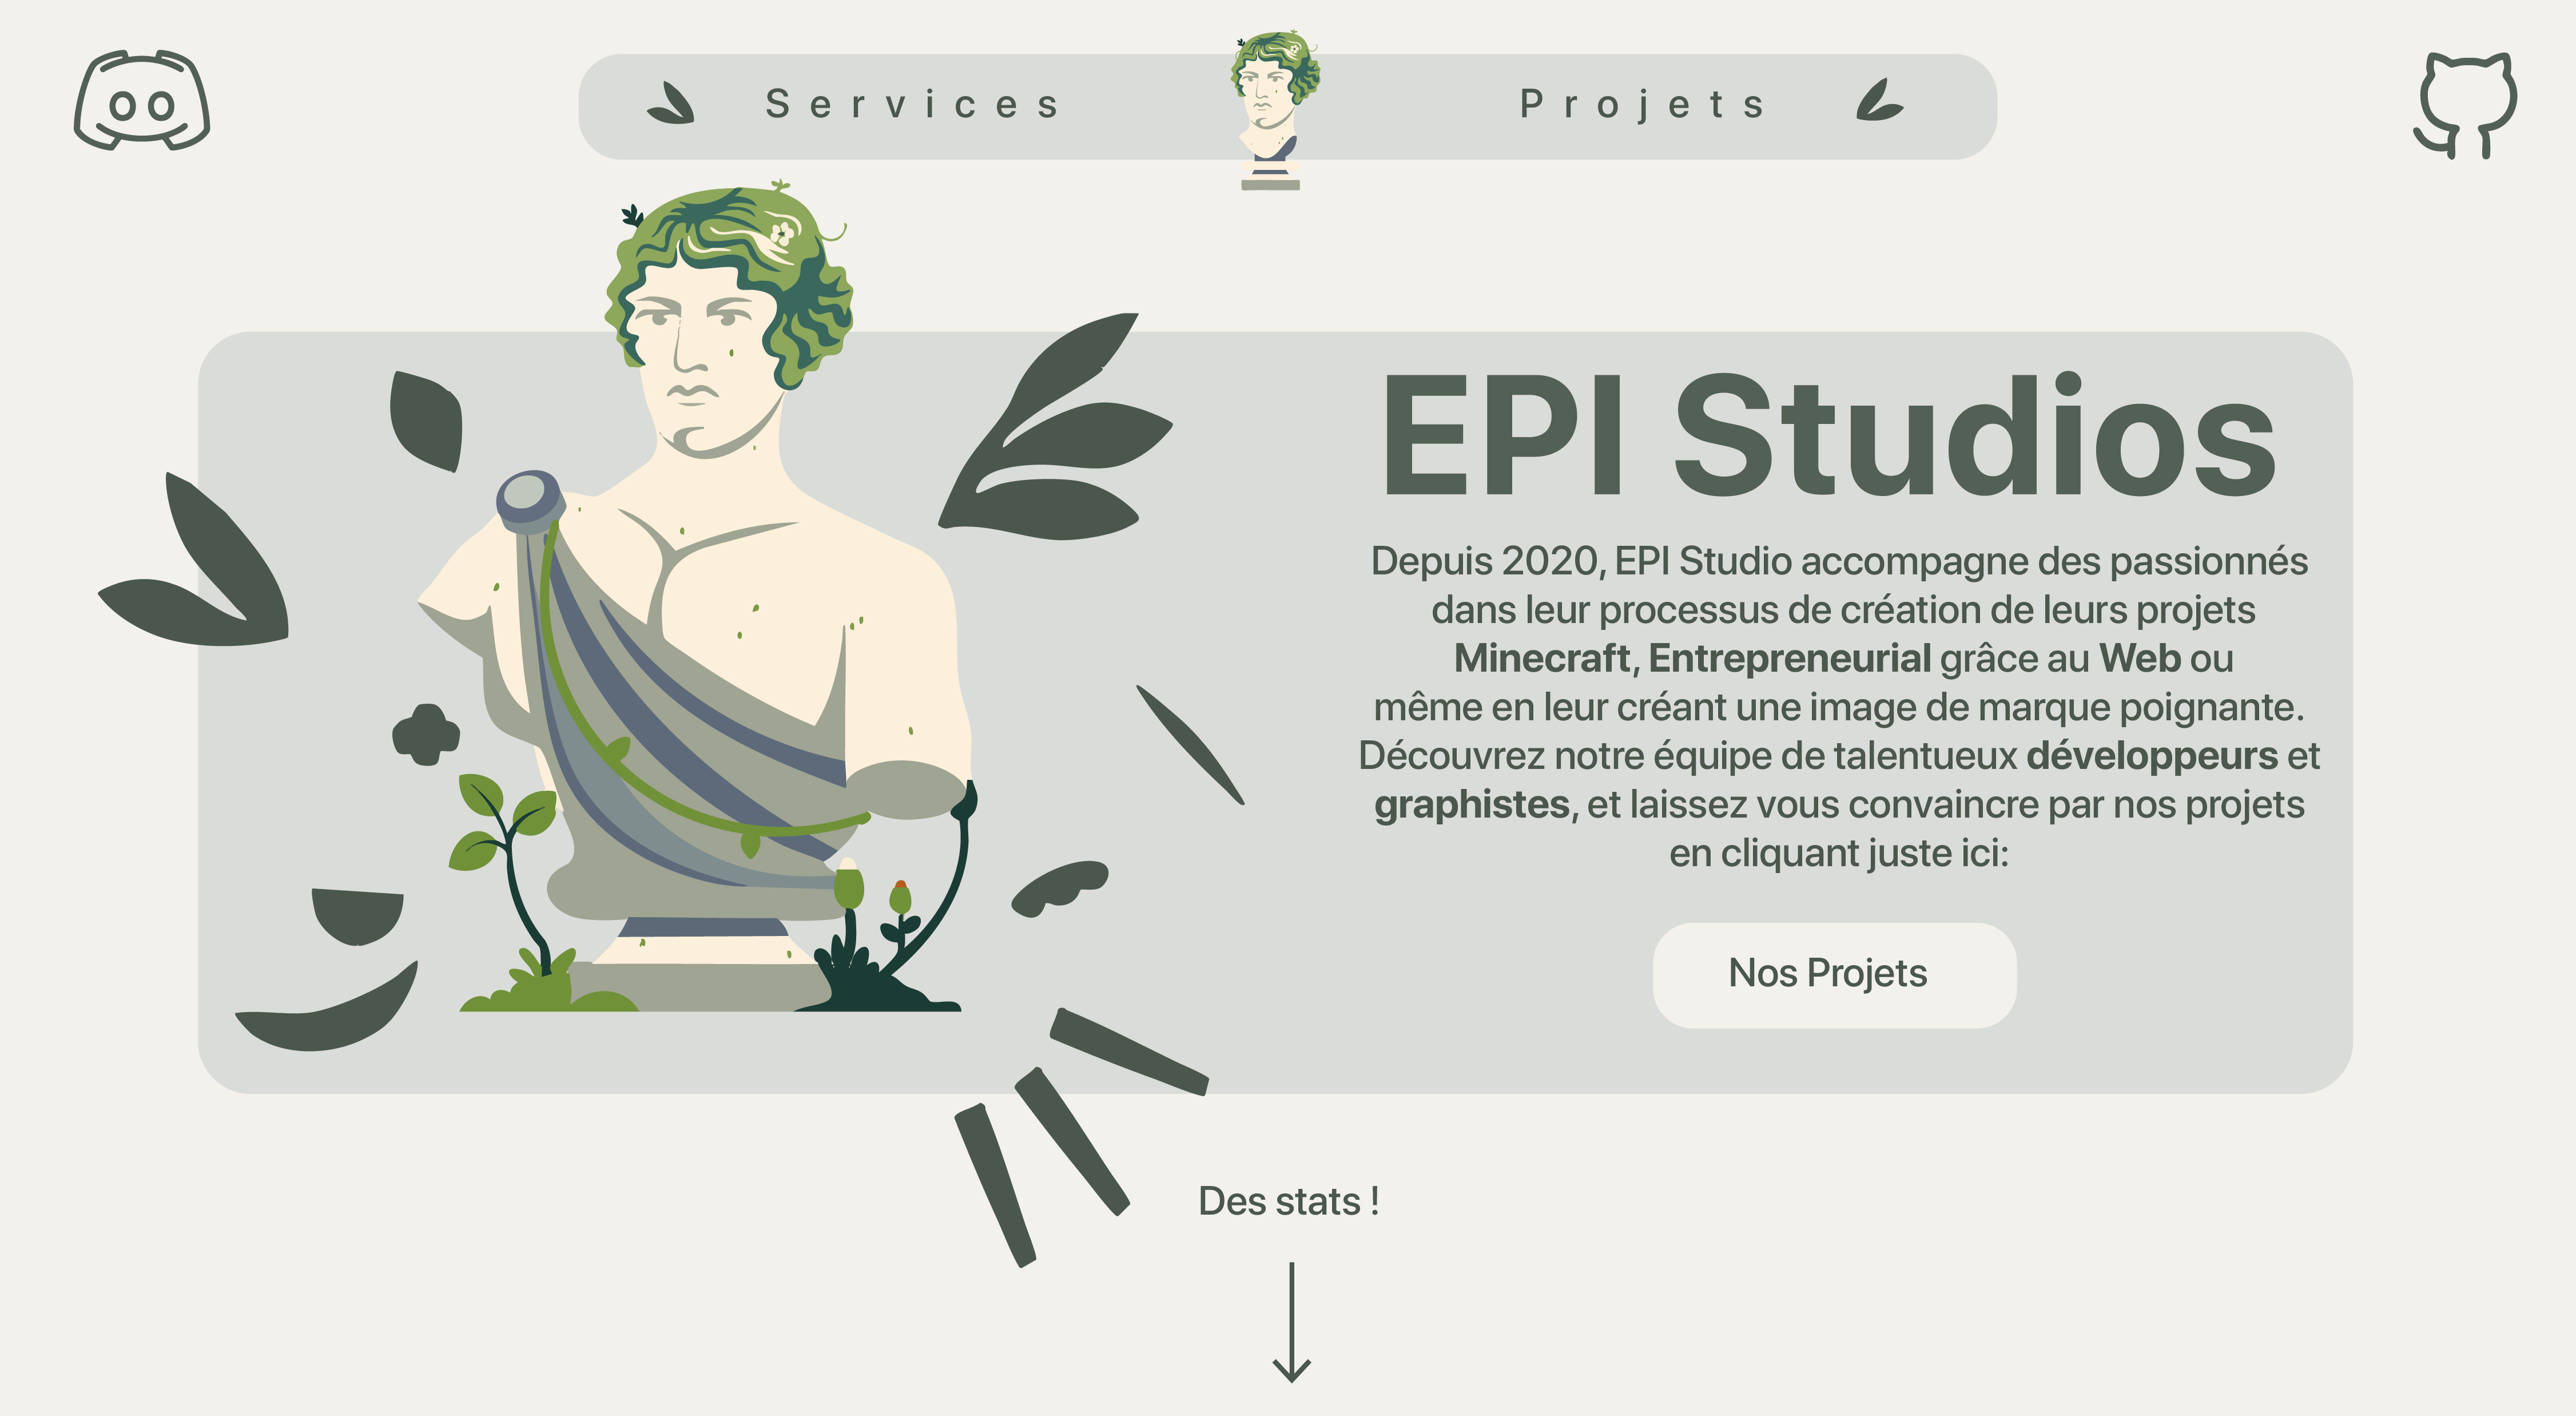 Services
Projets
EPI Studios
Depuis 2020, EPI Studio accompagne des passionnés
dans leur processus de création de leurs projets
Minecraft, Entrepreneurial grâce au Web ou
même en leur créant une image de marque poignante.
Découvrez notre équipe de talentueux développeurs et
graphistes, et laissez vous convaincre par nos projets
en cliquant juste ici:
Nos Projets
Des stats !